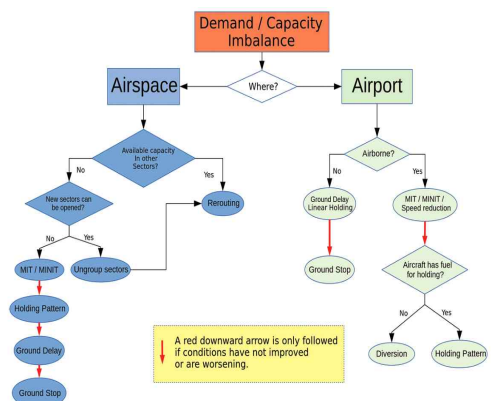 Demand / Capacity
Imbalance
Airspace
Where?
Airport
Available capacity
In other
Sectors?
Airborne?
No
Yes
No
Yes
New sectors can
be opened?
Rerouting
Ground Delay
Linear Holding
MIT / MINIT /
Speed reduction
No
Yes
MIT / MINIT
Ungroup sectors
Ground Stop
Aircraft has fuel
for holding?
Holding Pattern
No
Yes
Ground Delay
A red downward arrow is only followed
if conditions have not improved
or are worsening.
Diversion
Holding Pattern
Ground Stop